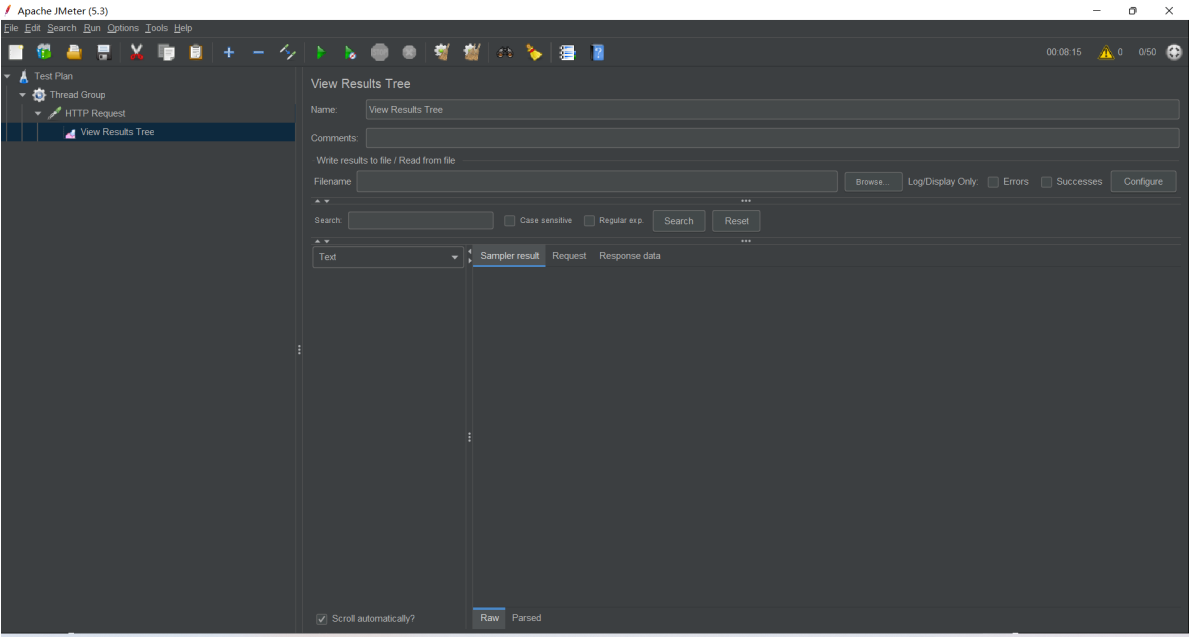 Apache JMeter (5.3)
File Edit Search Run Options Tools Help
00:08:15 0 0/50
Test Plan
Thread Group
HTTP Request
View Results Tree
View Results Tree
Name: View Results Tree
Comments:
Write results to file / Read from file
Filename Browse... Log/Display Only: Errors Successes Configure
Search: Case sensitive Regular exp. Search Reset
Text Sampler result Request Response data
Scroll automatically? Raw Parsed